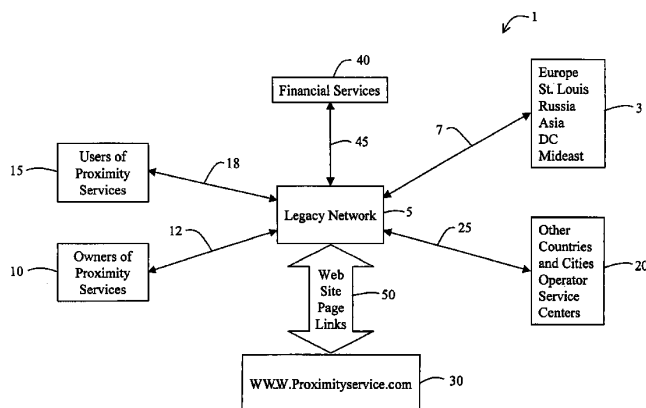 1
40
Financial Services
45
Europe
St. Louis
Russia
Asia
DC
Mideast
3
7
15
Users of
Proximity
Services
18
Legacy Network
5
12
10
Owners of
Proximity
Services
25
Other
Countries
and Cities
Operator
Service
Centers
20
Web
Site
Page
Links
50
WWW.Proximityservice.com
30